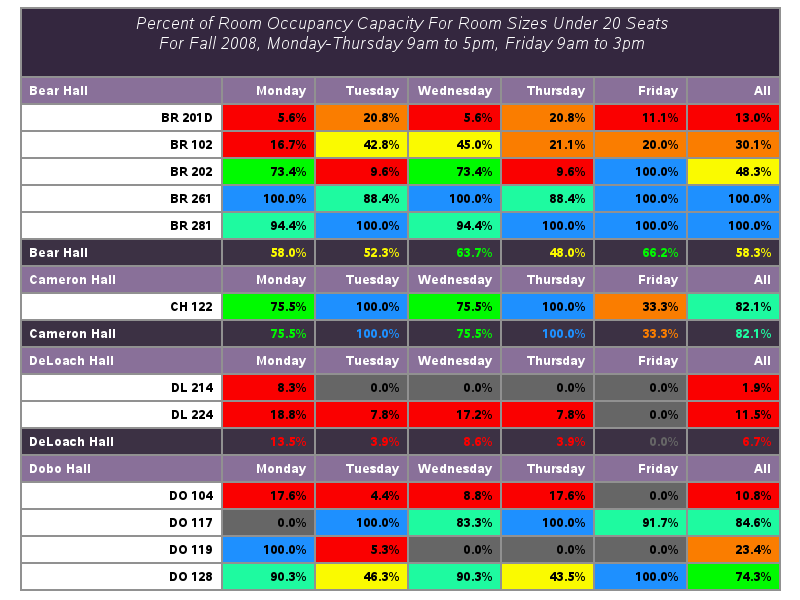 Percent of Room Occupancy Capacity For Room Sizes Under 20 Seats
For Fall 2008, Monday-Thursday 9am to 5pm, Friday 9am to 3pm
Bear Hall Monday Tuesday Wednesday Thursday Friday All
BR 201D 5.6% 20.8% 5.6% 20.8% 11.1% 13.0%
BR 102 16.7% 42.8% 45.0% 21.1% 20.0% 30.1%
BR 202 73.4% 9.6% 73.4% 9.6% 100.0% 48.3%
BR 261 100.0% 88.4% 100.0% 88.4% 100.0% 100.0%
BR 281 94.4% 100.0% 94.4% 100.0% 100.0% 100.0%
Bear Hall 58.0% 52.3% 63.7% 48.0% 66.2% 58.3%
Cameron Hall Monday Tuesday Wednesday Thursday Friday All
CH 122 75.5% 100.0% 75.5% 100.0% 33.3% 82.1%
Cameron Hall 75.5% 100.0% 75.5% 100.0% 33.3% 82.1%
DeLoach Hall Monday Tuesday Wednesday Thursday Friday All
DL 214 8.3% 0.0% 0.0% 0.0% 0.0% 1.9%
DL 224 18.8% 7.8% 17.2% 7.8% 0.0% 11.5%
DeLoach Hall 13.5% 3.9% 8.6% 3.9% 0.0% 6.7%
Dobo Hall Monday Tuesday Wednesday Thursday Friday All
DO 104 17.6% 4.4% 8.8% 17.6% 0.0% 10.8%
DO 117 0.0% 100.0% 83.3% 100.0% 91.7% 84.6%
DO 119 100.0% 5.3% 0.0% 0.0% 0.0% 23.4%
DO 128 90.3% 46.3% 90.3% 43.5% 100.0% 74.3%